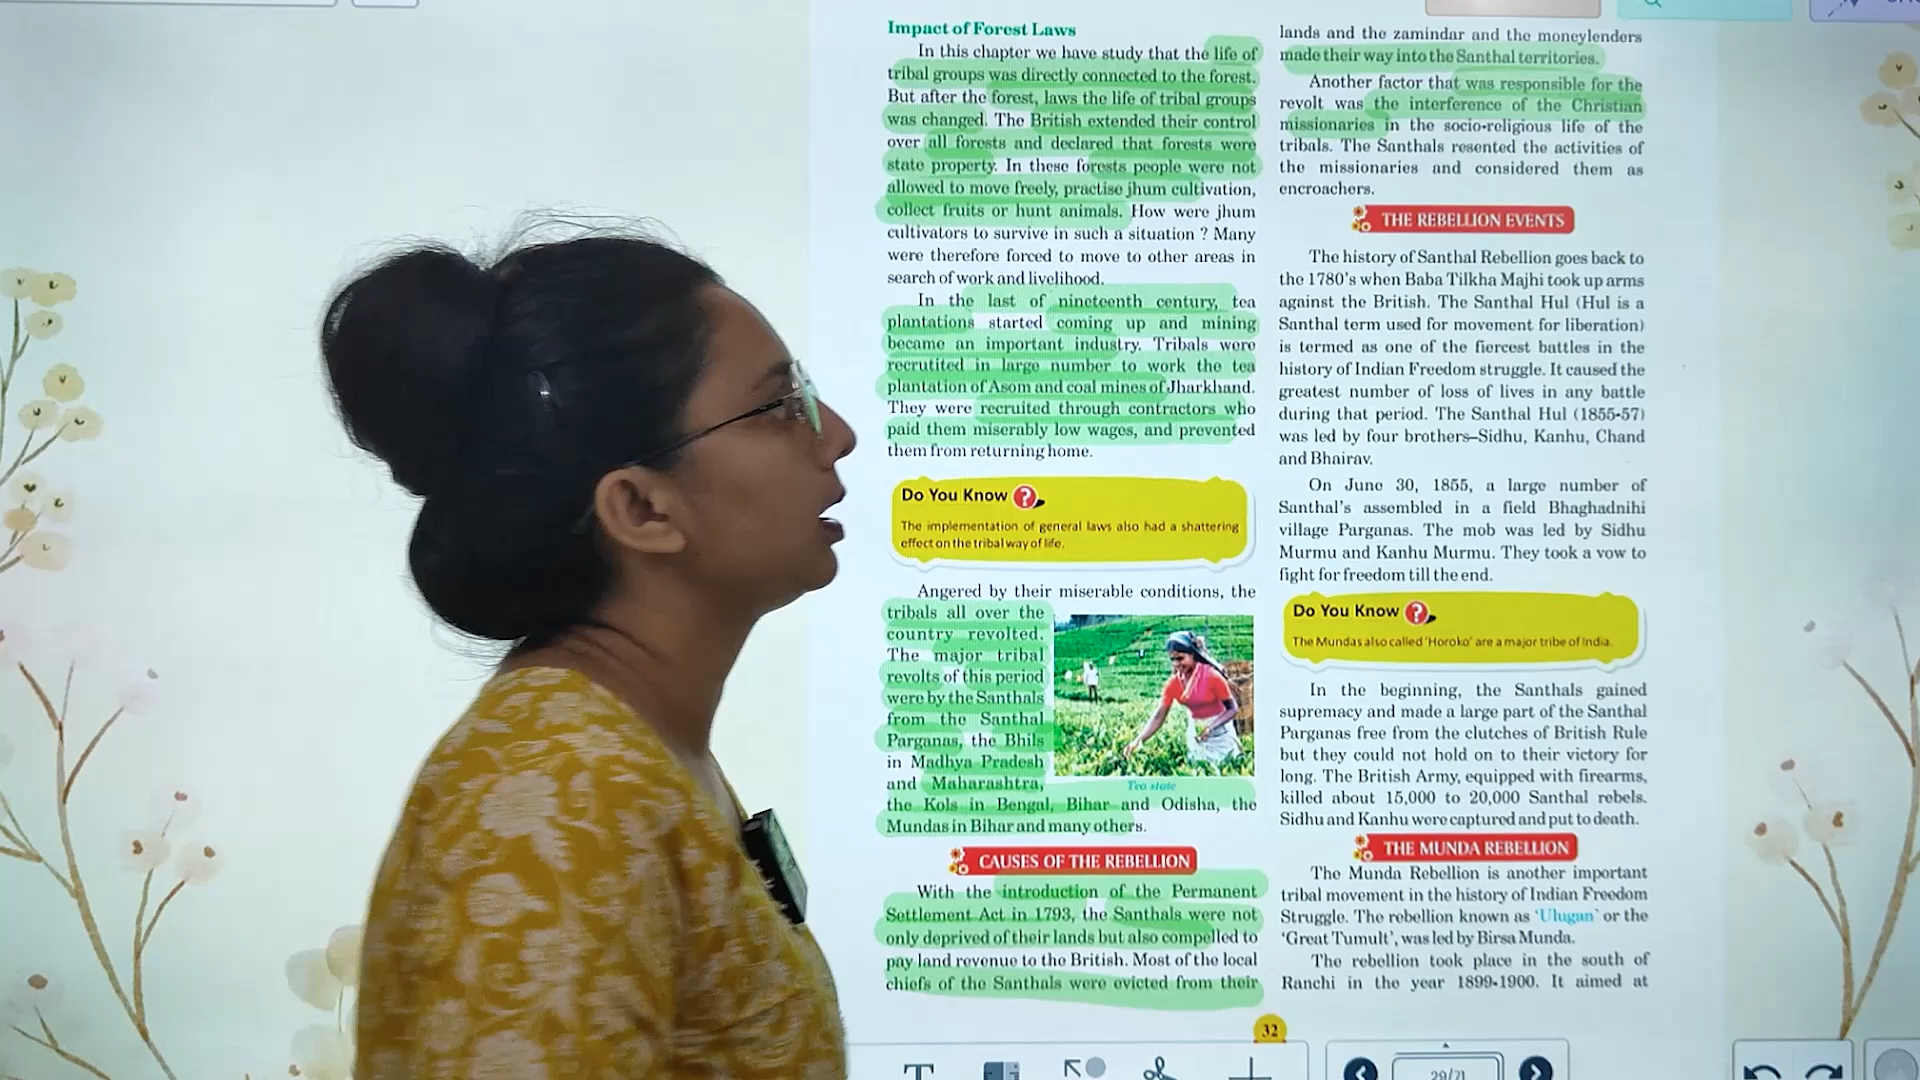 Impact of Forest Laws
In this chapter we have study that the life of
tribal groups was directly connected to the forest.
But after the forest, laws the life of tribal groups
was changed. The British extended their control
over all forests and declared that forests were
state property. In these forests people were not
allowed to move freely, practise jhum cultivation,
collect fruits or hunt animals. How were jhum
cultivators to survive in such a situation ? Many
were therefore forced to move to other areas in
search of work and livelihood.
In the last of nineteenth century, tea
plantations started coming up and mining
became an important industry. Tribals were
recrutited in large number to work the tea
plantation of Asom and coal mines of Jharkhand.
They were recruited through contractors who
paid them miserably low wages, and prevented
them from returning home.
Do You Know ?
The implementation of general laws also had a shattering
effect on the tribal way of life.
Angered by their miserable conditions, the
tribals all over the
country revolted.
The major tribal
revolts of this period
were by the Santhals
from the Santhal
Parganas, the Bhils
in Madhya Pradesh
and Maharashtra,
Tea state
the Kols in Bengal, Bihar and Odisha, the
Mundas in Bihar and many others.
CAUSES OF THE REBELLION
With the introduction of the Permanent
Settlement Act in 1793, the Santhals were not
only deprived of their lands but also compelled to
pay land revenue to the British. Most of the local
chiefs of the Santhals were evicted from their
lands and the zamindar and the moneylenders
made their way into the Santhal territories.
Another factor that was responsible for the
revolt was the interference of the Christian
missionaries in the socio-religious life of the
tribals. The Santhals resented the activities of
the missionaries and considered them as
encroachers.
THE REBELLION EVENTS
The history of Santhal Rebellion goes back to
the 1780's when Baba Tilkha Majhi took up arms
against the British. The Santhal Hul (Hul is a
Santhal term used for movement for liberation)
is termed as one of the fiercest battles in the
history of Indian Freedom struggle. It caused the
greatest number of loss of lives in any battle
during that period. The Santhal Hul (1855-57)
was led by four brothers–Sidhu, Kanhu, Chand
and Bhairav.
On June 30, 1855, a large number of
Santhal's assembled in a field Bhaghadnihi
village Parganas. The mob was led by Sidhu
Murmu and Kanhu Murmu. They took a vow to
fight for freedom till the end.
Do You Know ?
The Mundas also called 'Horoko' are a major tribe of India.
In the beginning, the Santhals gained
supremacy and made a large part of the Santhal
Parganas free from the clutches of British Rule
but they could not hold on to their victory for
long. The British Army, equipped with firearms,
killed about 15,000 to 20,000 Santhal rebels.
Sidhu and Kanhu were captured and put to death.
THE MUNDA REBELLION
The Munda Rebellion is another important
tribal movement in the history of Indian Freedom
Struggle. The rebellion known as 'Ulugan' or the
'Great Tumult', was led by Birsa Munda.
The rebellion took place in the south of
Ranchi in the year 1899-1900. It aimed at
32
29/71